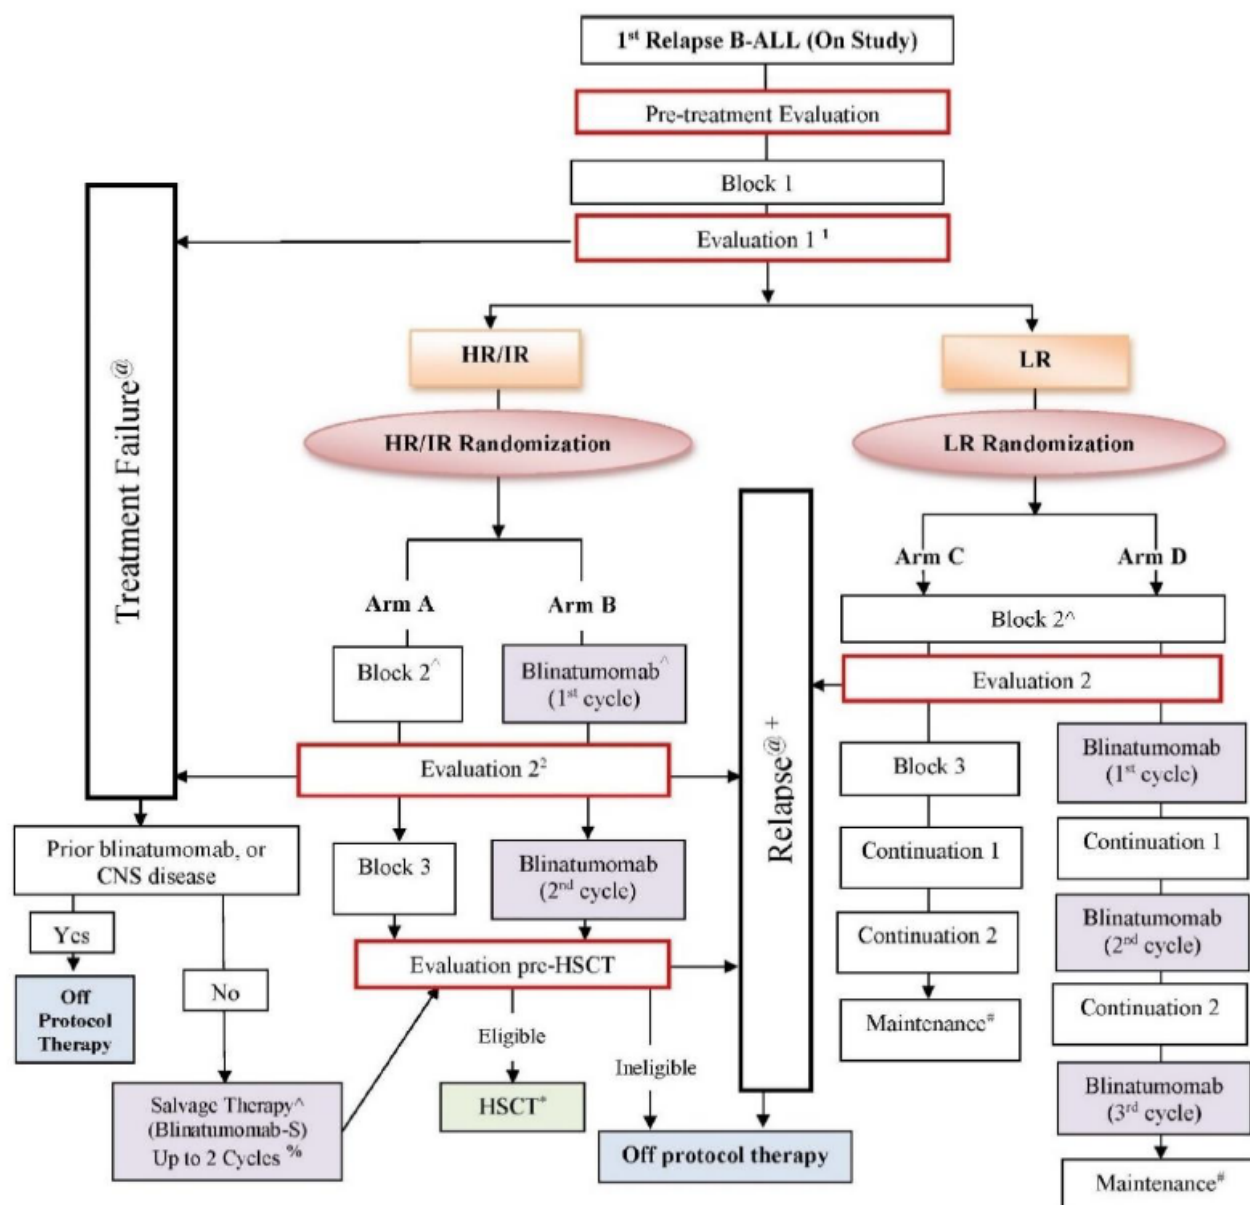 1st Relapse B-ALL (On Study)
Pre-treatment Evaluation
Block 1
Evaluation 1 1
Treatment Failure@
HR/IR
LR
HR/IR Randomization
LR Randomization
Arm A
Arm B
Arm C
Arm D
Block 2^
Block 2^
Blinatumomab^
(1st cycle)
Evaluation 2
Evaluation 2²
Relapse@ +
Block 3
Blinatumomab
(1st cycle)
Prior blinatumomab, or
CNS disease
Block 3
Blinatumomab
(2nd cycle)
Continuation 1
Continuation 1
Yes
No
Evaluation pre-HSCT
Continuation 2
Blinatumomab
(2nd cycle)
Off
Protocol
Therapy
Eligible
Ineligible
Maintenance#
Continuation 2
Salvage Therapy^
(Blinatumomab-S)
Up to 2 Cycles %
HSCT*
Off protocol therapy
Blinatumomab
(3rd cycle)
Maintenance#